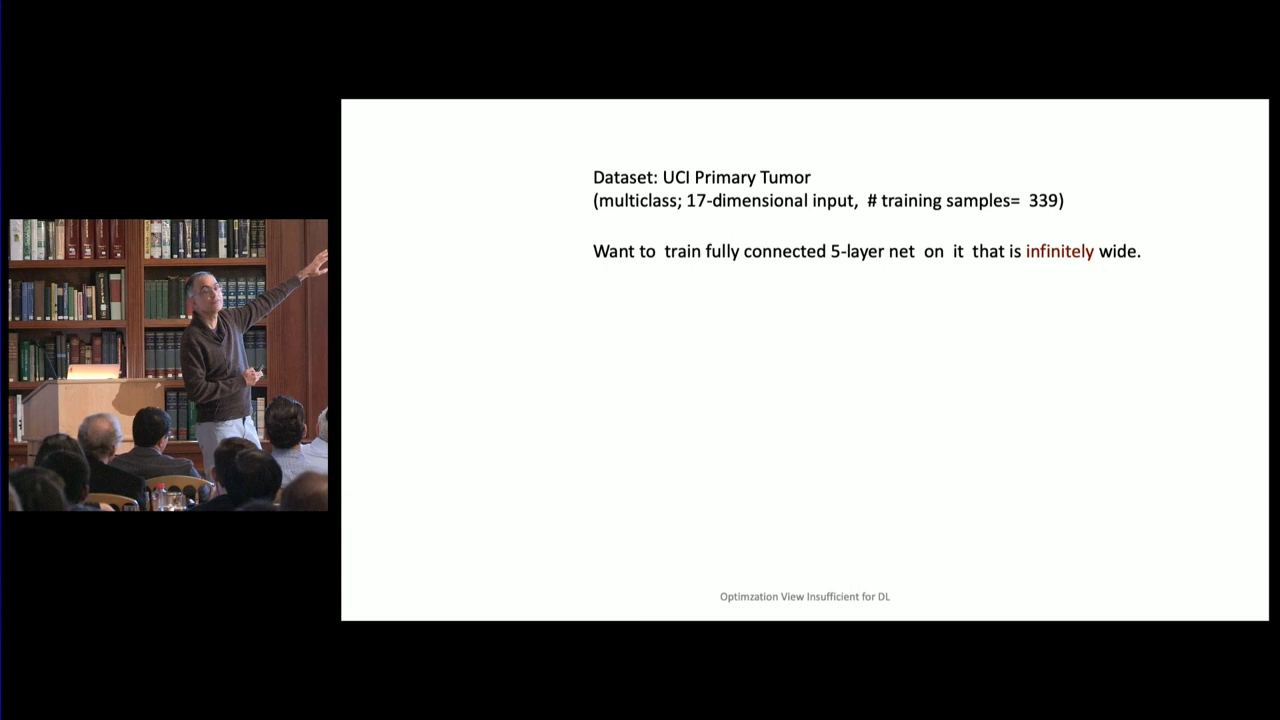 Dataset: UCI Primary Tumor
(multiclass; 17-dimensional input, # training samples= 339)
Want to train fully connected 5-layer net on it that is infinitely wide.
Optimzation View Insufficient for DL